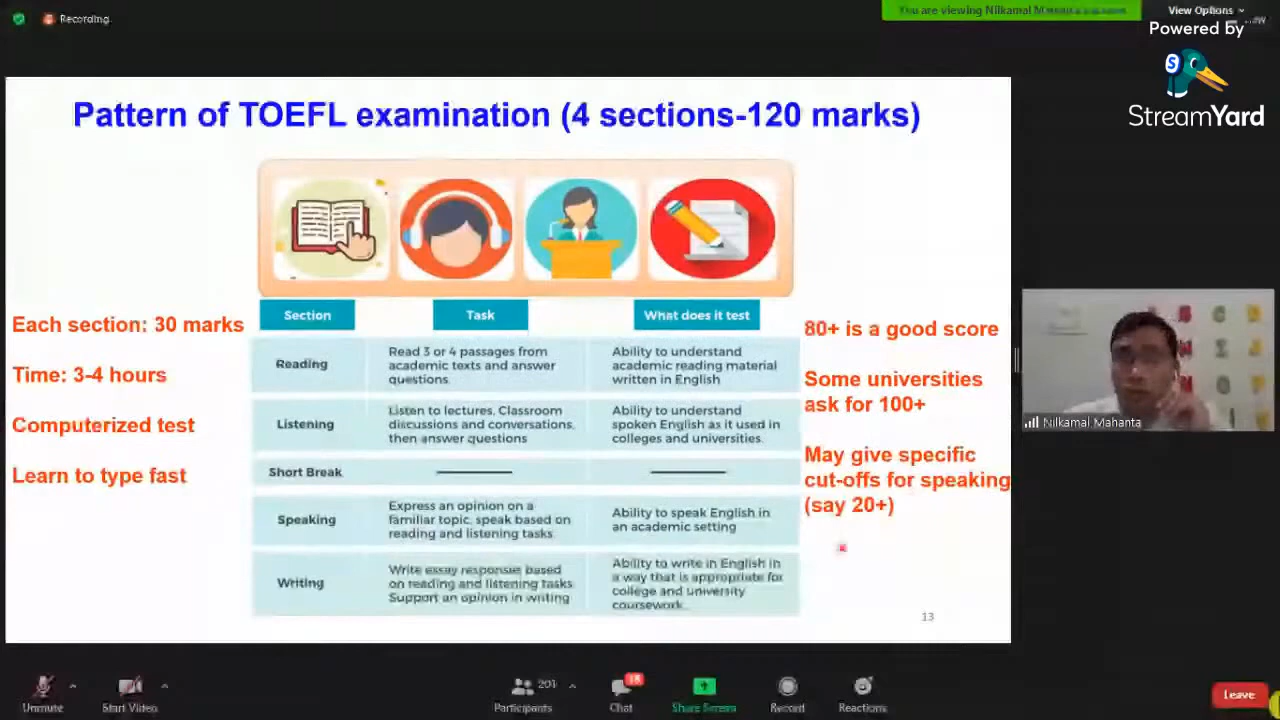 Recording
You are viewing Nilkamal
View Options
Powered by
StreamYard
Pattern of TOEFL examination (4 sections-120 marks)
Each section: 30 marks
Time: 3-4 hours
Computerized test
Learn to type fast
Section Task What does it test
Reading
Read 3 or 4 passages from
academic texts and answer
questions.
Ability to understand
academic reading material
written in English
Listening
Listen to lectures, Classroom
discussions and conversations,
then answer questions
Ability to understand
spoken English as it used in
colleges and universities.
Short Break
Speaking
Express an opinion on a
familiar topic, speak based on
reading and listening tasks
Ability to speak English in
an academic setting
Writing
Write essay responses based
on reading and listening tasks
Support an opinion in writing
Ability to write in English in
a way that is appropriate for
college and university
coursework.
80+ is a good score
Some universities
ask for 100+
May give specific
cut-offs for speaking
(say 20+)
13
Nilkamal Mahanta
Unmute
Start Video
Participants
201
Chat
Share Screen
Record
Reactions
Leave